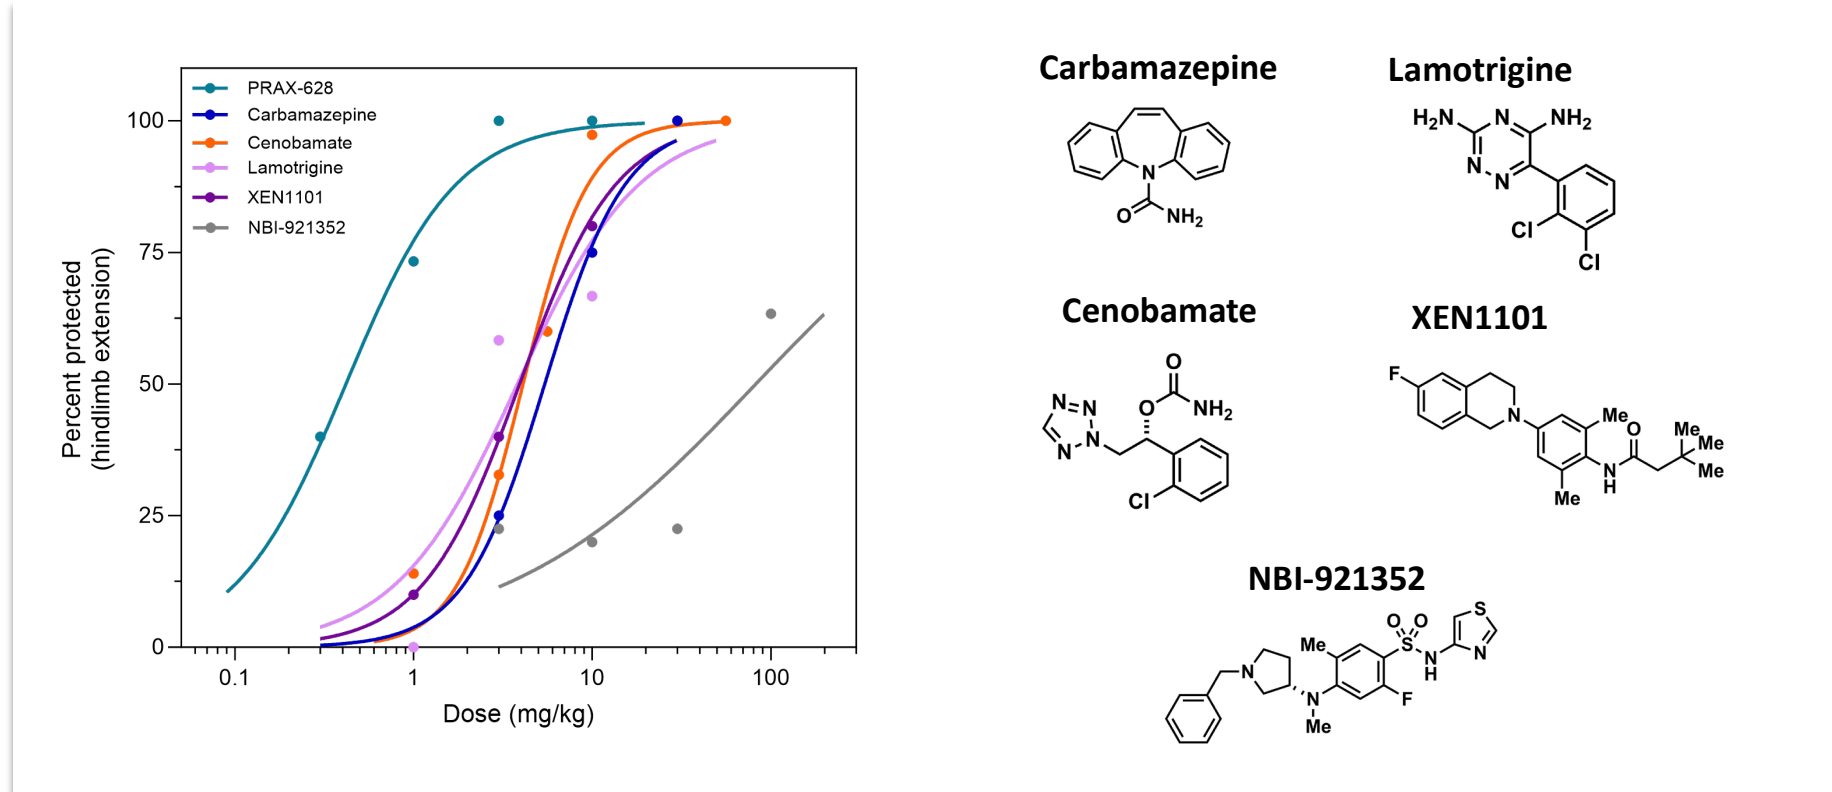 PRAX-628
Carbamazepine
Cenobamate
Lamotrigine
XEN1101
NBI-921352
100
75
50
25
0
Percent protected
(hindlimb extension)
0.1
1
10
100
Dose (mg/kg)
Carbamazepine
N
O
NH2
Lamotrigine
H2N
N
NH2
N
N
Cl
Cl
Cenobamate
O
N
N
O
NH2
N
N
Cl
XEN1101
F
N
Me
O
Me
Me
N
H
Me
Me
NBI-921352
S
O
O
Me
S
N
N
H
N
F
N
Me